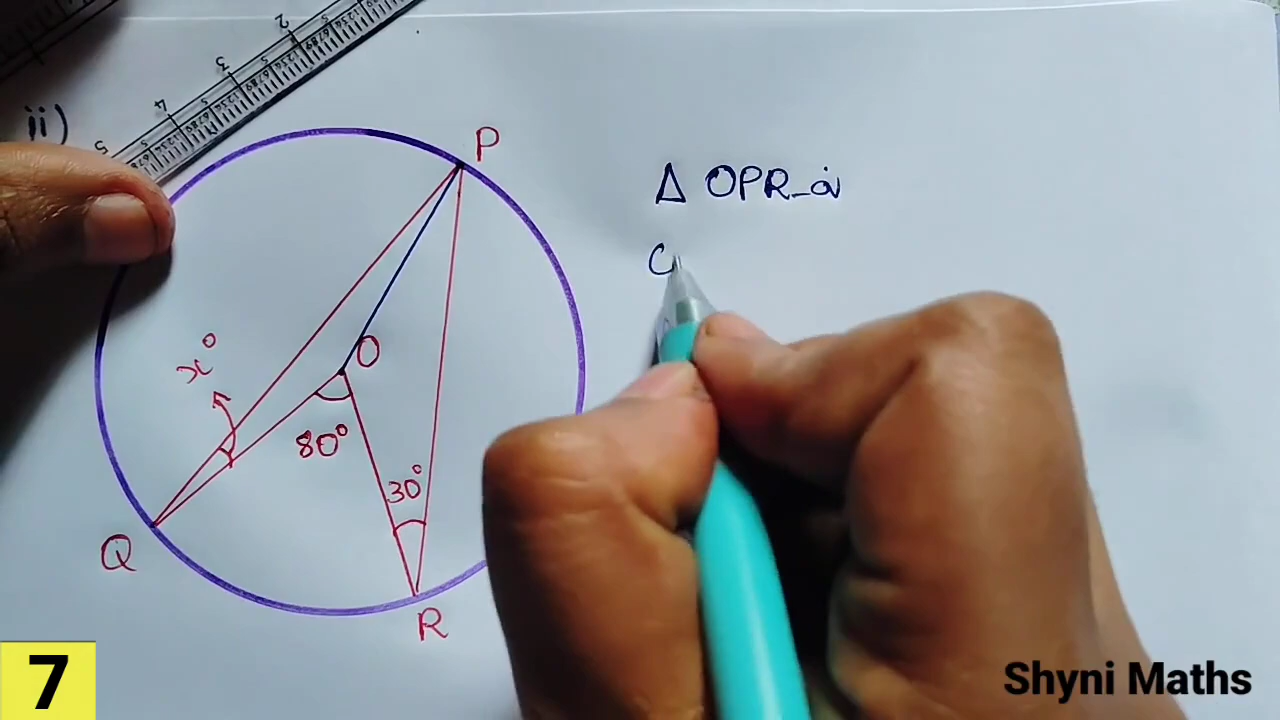 ii)
P
Δ OPR-ൽ
O
x°
80°
30°
Q
R
7
Shyni Maths